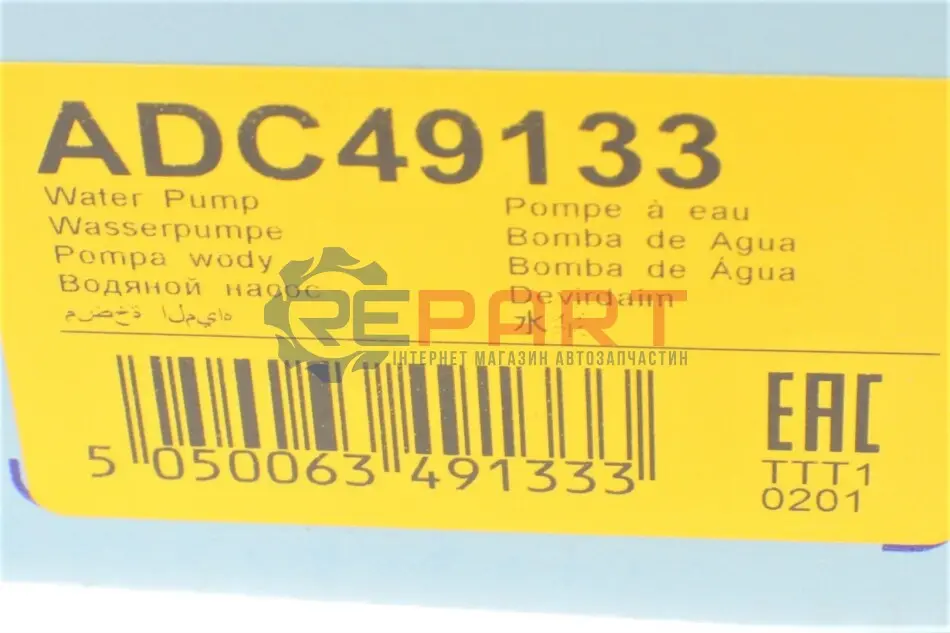 ADC49133
Water Pump
Wasserpumpe
Pompa wody
Водяной насос
مضخة المياه
Pompe à eau
Bomba de Agua
Bomba de Água
Devirdaim
水
REPART
ІНТЕРНЕТ МАГАЗИН АВТОЗАПЧАСТИН
5 050063 491333
EAC
TTT1
0201